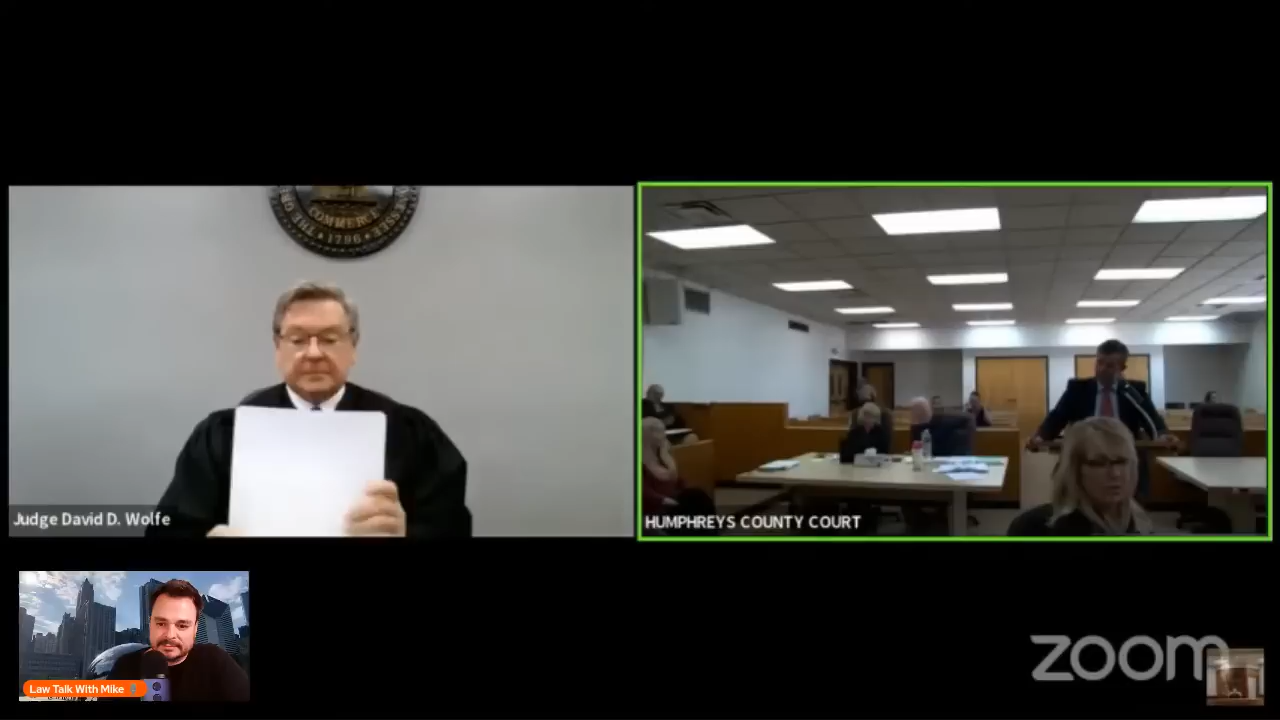 COMMERCE
1796
Judge David D. Wolfe
HUMPHREYS COUNTY COURT
Law Talk With Mike
zoom